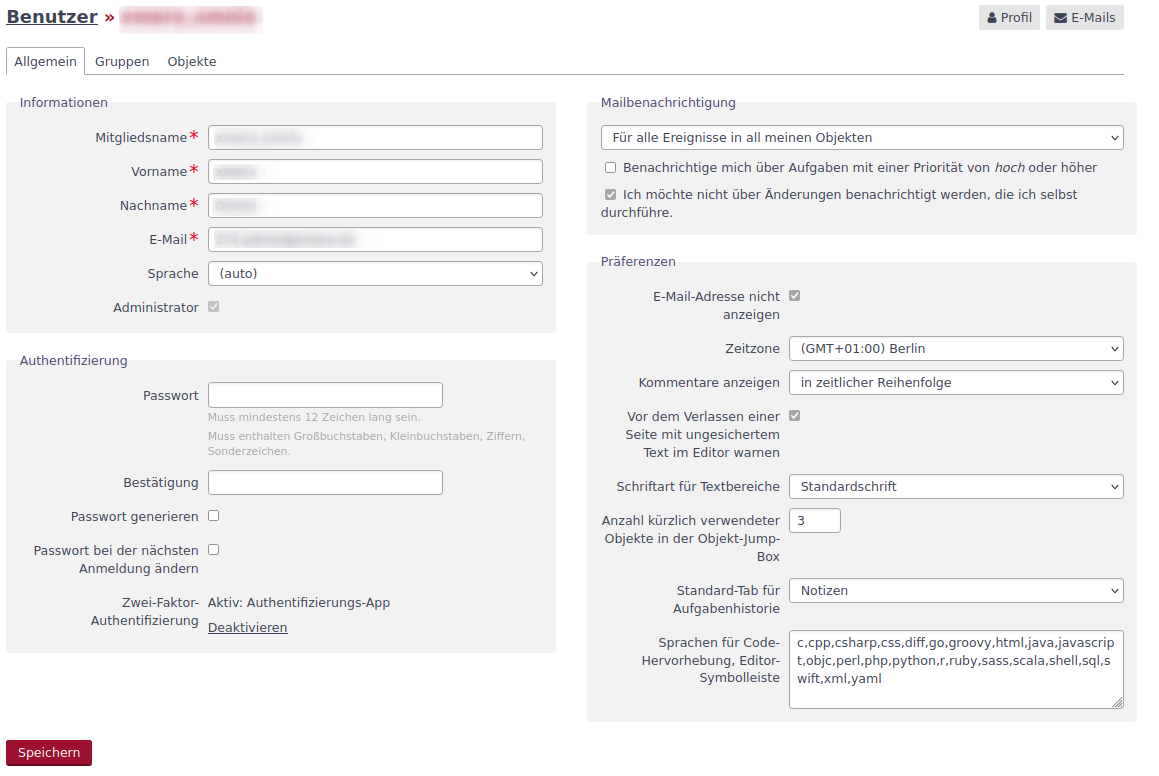 Benutzer »
Profil
E-Mails
Allgemein
Gruppen
Objekte
Informationen
Mitgliedsname*
Vorname*
Nachname*
E-Mail*
Sprache
(auto)
Administrator
Authentifizierung
Passwort
Muss mindestens 12 Zeichen lang sein.
Muss enthalten Großbuchstaben, Kleinbuchstaben, Ziffern,
Sonderzeichen.
Bestätigung
Passwort generieren
Passwort bei der nächsten
Anmeldung ändern
Zwei-Faktor-
Authentifizierung
Aktiv: Authentifizierungs-App
Deaktivieren
Mailbenachrichtigung
Für alle Ereignisse in all meinen Objekten
Benachrichtige mich über Aufgaben mit einer Priorität von hoch oder höher
Ich möchte nicht über Änderungen benachrichtigt werden, die ich selbst
durchführe.
Präferenzen
E-Mail-Adresse nicht
anzeigen
Zeitzone
(GMT+01:00) Berlin
Kommentare anzeigen
in zeitlicher Reihenfolge
Vor dem Verlassen einer
Seite mit ungesichertem
Text im Editor warnen
Schriftart für Textbereiche
Standardschrift
Anzahl kürzlich verwendeter
Objekte in der Objekt-Jump-
Box
3
Standard-Tab für
Aufgabenhistorie
Notizen
Sprachen für Code-
Hervorhebung, Editor-
Symbolleiste
c,cpp,csharp,css,diff,go,groovy,html,java,javascrip
t,objc,perl,php,python,r,ruby,sass,scala,shell,sql,s
wift,xml,yaml
Speichern